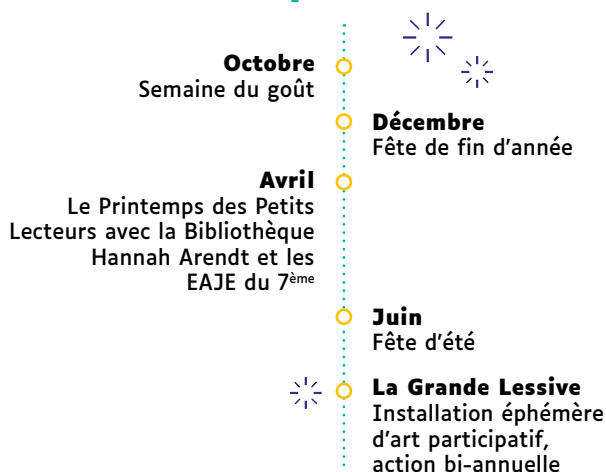 Octobre
Semaine du goût
Décembre
Fête de fin d'année
Avril
Le Printemps des Petits
Lecteurs avec la Bibliothèque
Hannah Arendt et les
EAJE du 7ème
Juin
Fête d'été
La Grande Lessive
Installation éphémère
d'art participatif,
action bi-annuelle